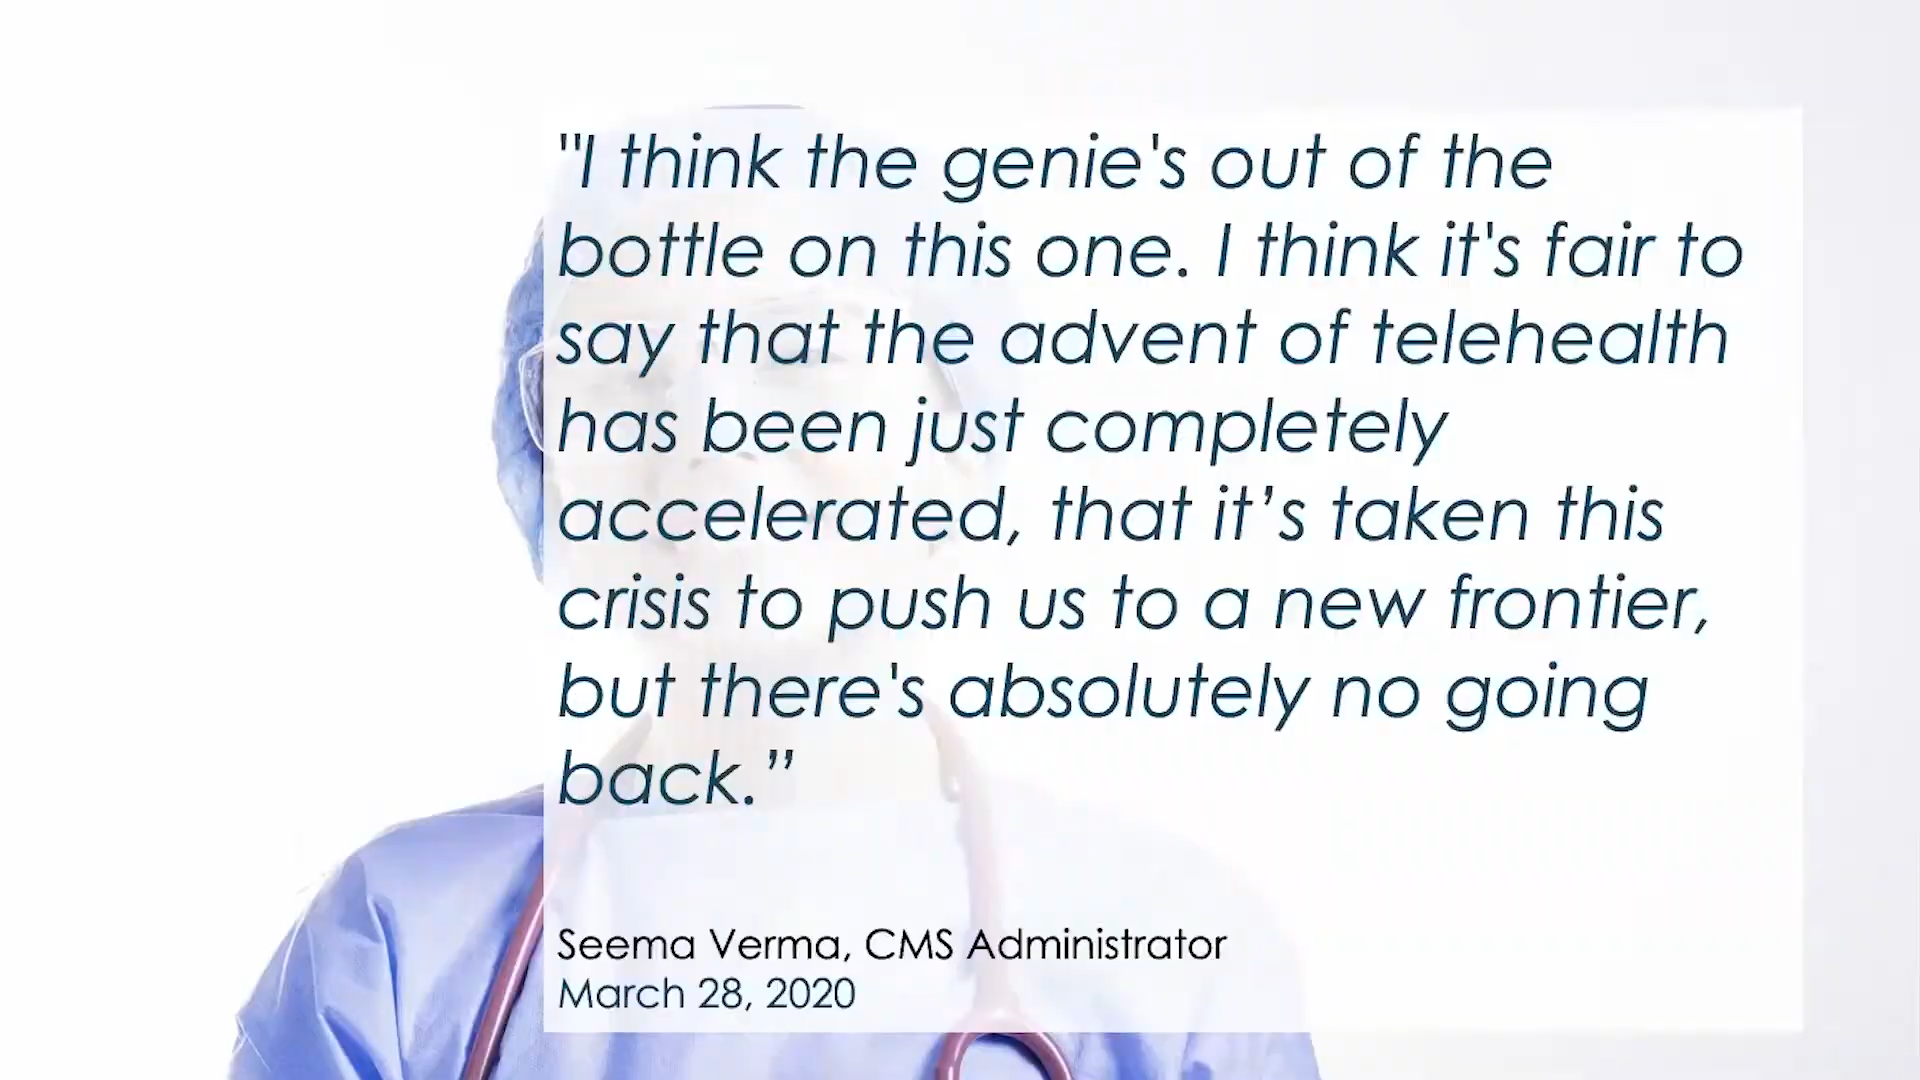 "I think the genie's out of the
bottle on this one. I think it's fair to
say that the advent of telehealth
has been just completely
accelerated, that it’s taken this
crisis to push us to a new frontier,
but there's absolutely no going
back.”
Seema Verma, CMS Administrator
March 28, 2020